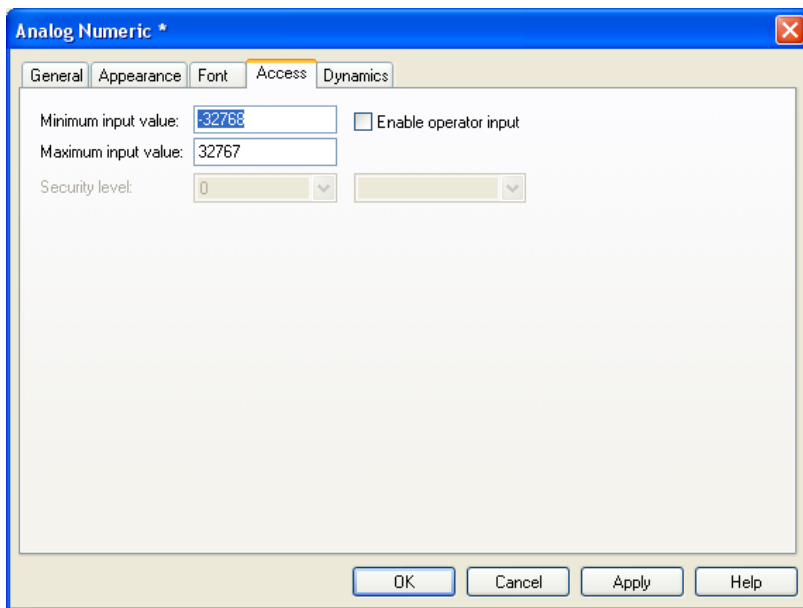 Analog Numeric *
General Appearance Font Access Dynamics
Minimum input value: -32768 Enable operator input
Maximum input value: 32767
Security level: 0
OK Cancel Apply Help